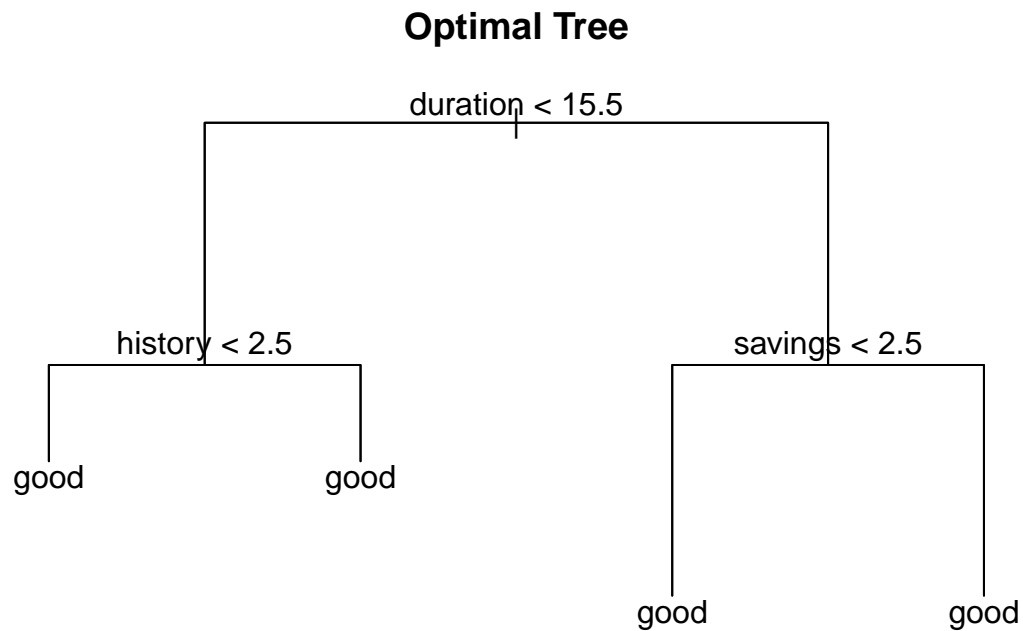 Optimal Tree
duration < 15.5
history < 2.5
savings < 2.5
good
good
good
good